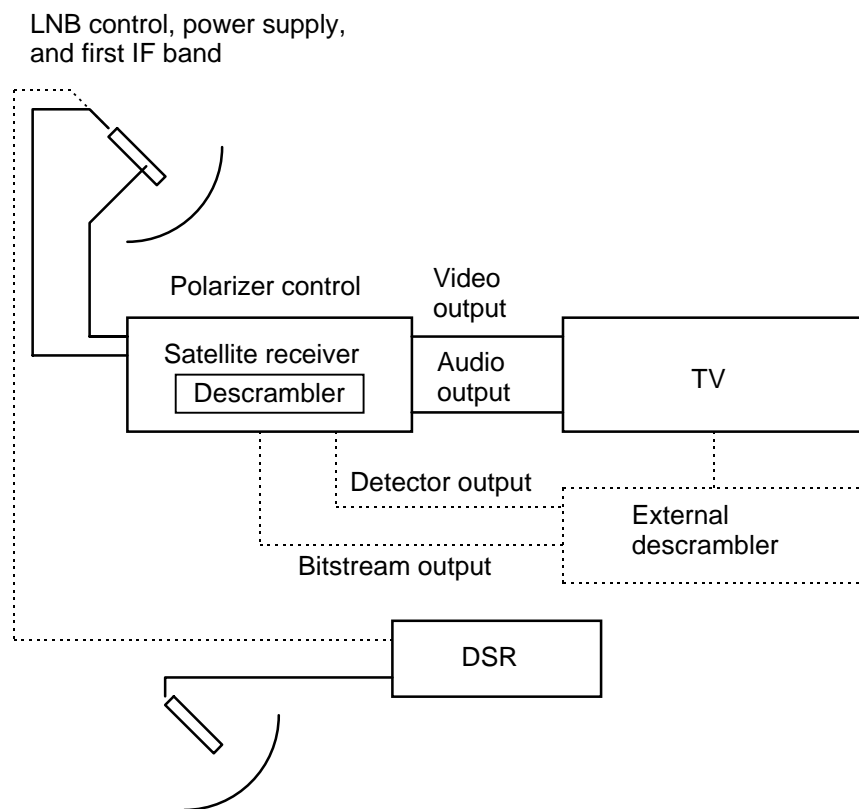 LNB control, power supply,
and first IF band
Polarizer control
Video
output
Satellite receiver
Descrambler
Audio
output
TV
Detector output
External
descrambler
Bitstream output
DSR